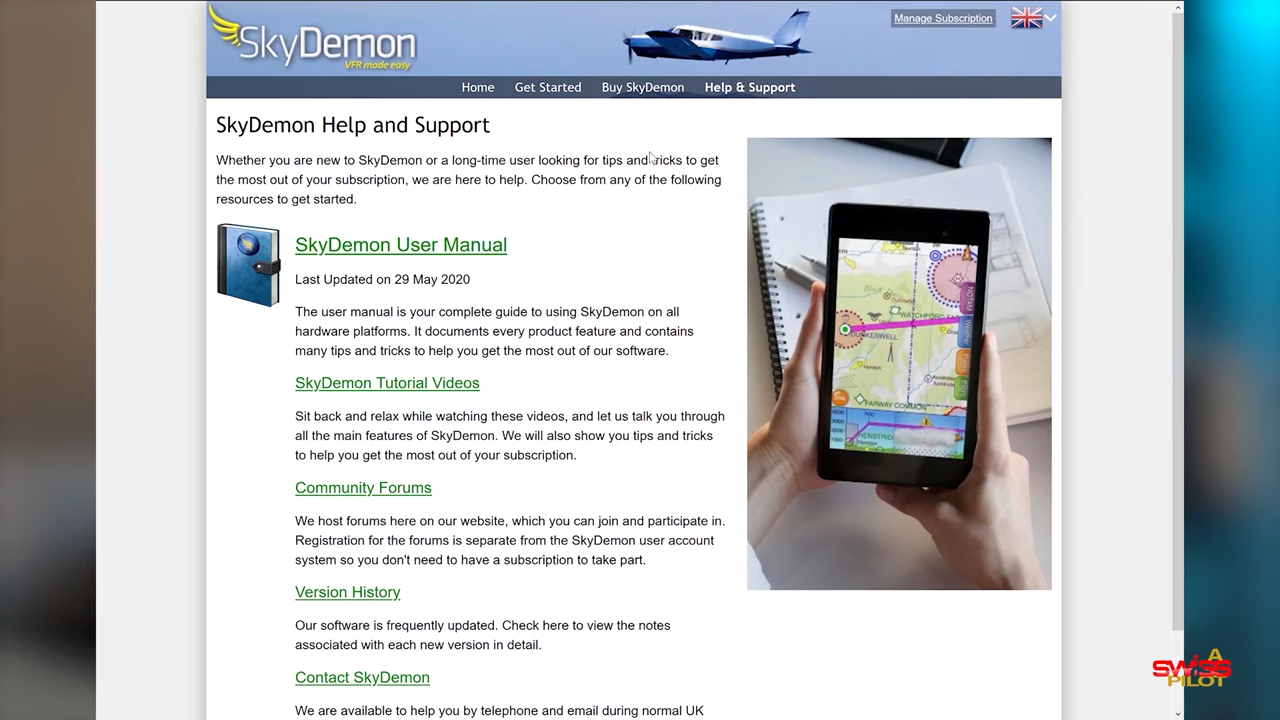 SkyDemon
VFR made easy
Manage Subscription
Home Get Started Buy SkyDemon Help & Support
SkyDemon Help and Support
Whether you are new to SkyDemon or a long-time user looking for tips and tricks to get
the most out of your subscription, we are here to help. Choose from any of the following
resources to get started.
SkyDemon User Manual
Last Updated on 29 May 2020
The user manual is your complete guide to using SkyDemon on all
hardware platforms. It documents every product feature and contains
many tips and tricks to help you get the most out of our software.
SkyDemon Tutorial Videos
Sit back and relax while watching these videos, and let us talk you through
all the main features of SkyDemon. We will also show you tips and tricks
to help you get the most out of your subscription.
Community Forums
We host forums here on our website, which you can join and participate in.
Registration for the forums is separate from the SkyDemon user account
system so you don't need to have a subscription to take part.
Version History
Our software is frequently updated. Check here to view the notes
associated with each new version in detail.
Contact SkyDemon
We are available to help you by telephone and email during normal UK
NOTAM
WATCHFORD
DUNKESWELL
FARWAY COMMON
HENSTRID
A
SWISS
PILOT